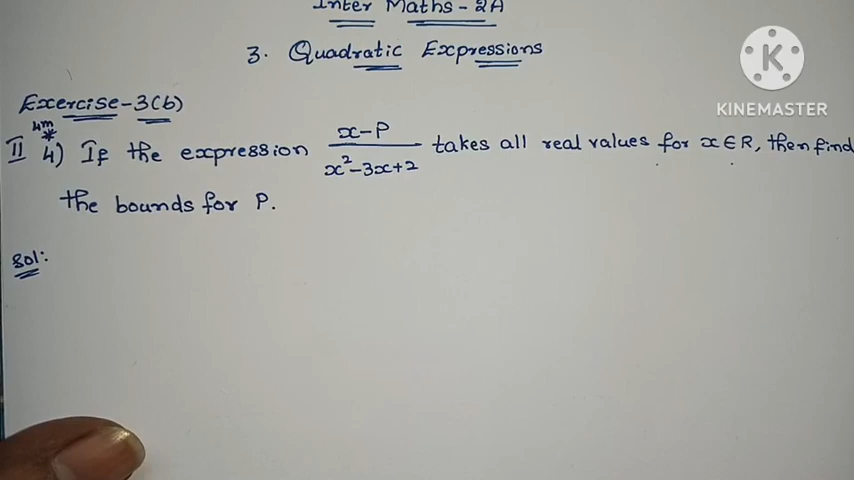 Inter Maths - 2A
3. Quadratic Expressions
K
KINEMASTER
Exercise-3(b)
4m
II * 4) If the expression x-P / x²-3x+2 takes all real values for x∈R, then find
the bounds for P.
Sol: